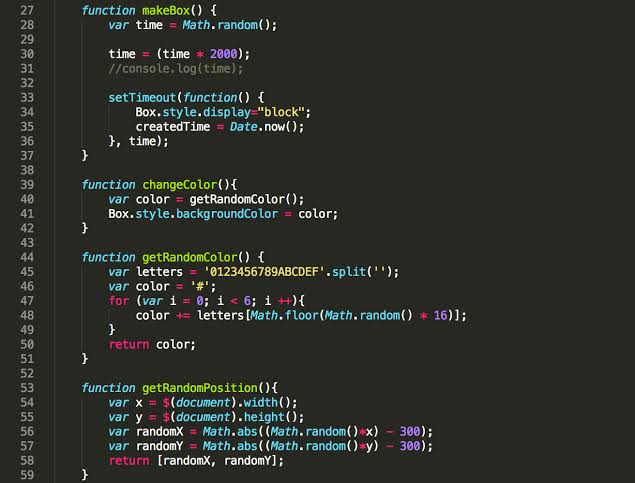 27 function makeBox() {
28 var time = Math.random();
29
30 time = (time * 2000);
31 //console.log(time);
32
33 setTimeout(function() {
34 Box.style.display="block";
35 createdTime = Date.now();
36 }, time);
37 }
38
39 function changeColor(){
40 var color = getRandomColor();
41 Box.style.backgroundColor = color;
42 }
43
44 function getRandomColor() {
45 var letters = '0123456789ABCDEF'.split('');
46 var color = '#';
47 for (var i = 0; i < 6; i ++){
48 color += letters[Math.floor(Math.random() * 16)];
49 }
50 return color;
51 }
52
53 function getRandomPosition(){
54 var x = $(document).width();
55 var y = $(document).height();
56 var randomX = Math.abs((Math.random()*x) - 300);
57 var randomY = Math.abs((Math.random()*y) - 300);
58 return [randomX, randomY];
59 }